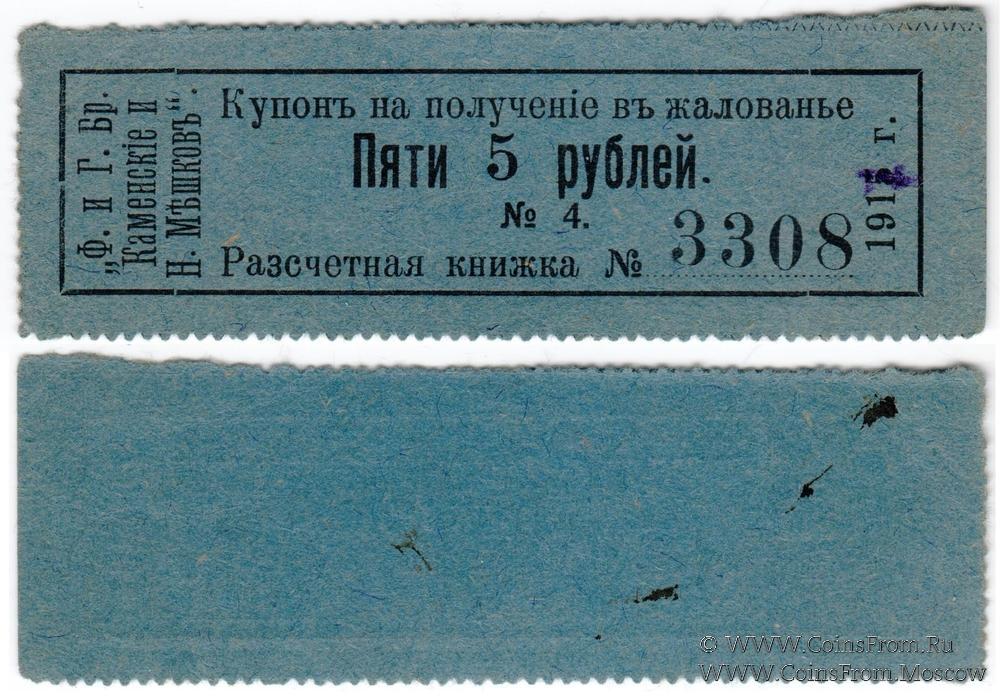 „Ф. и Г. Бр.
Каменскіе и
Н. Мѣшковъ“.
Купонъ на полученіе въ жалованье
Пяти 5 рублей.
№ 4.
Разсчетная книжка № 3308
г.
© WWW.CoinsFrom.Ru
WWW.CoinsFrom.Moscow